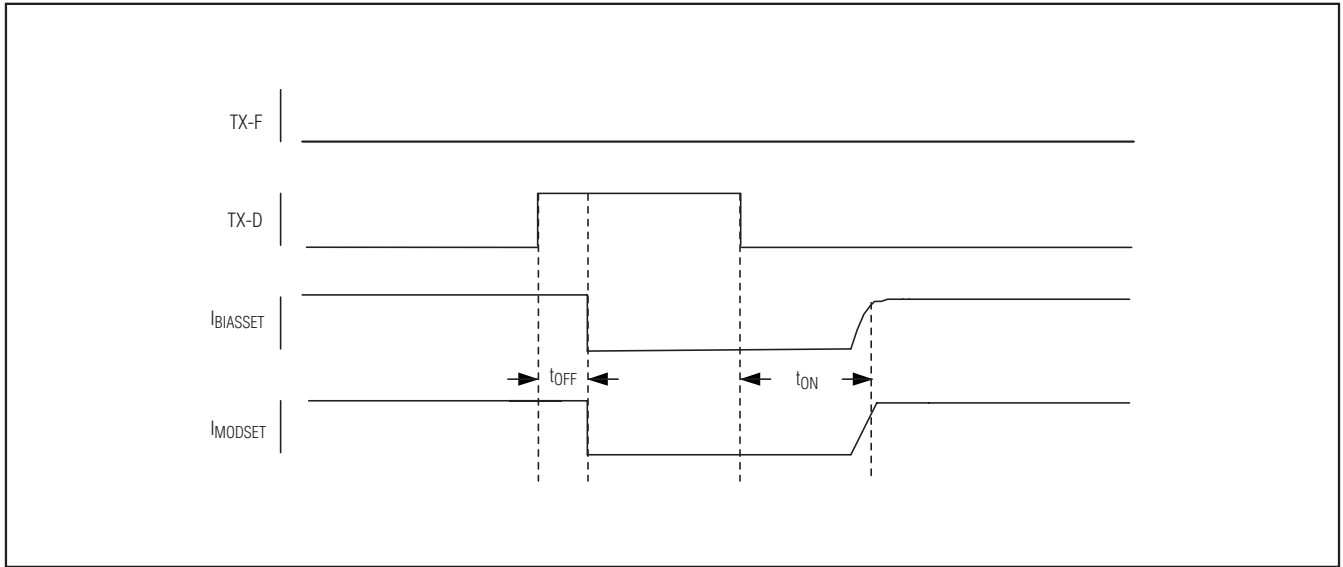 TX-F
TX-D
IBIASSET
tOFF
tON
IMODSET